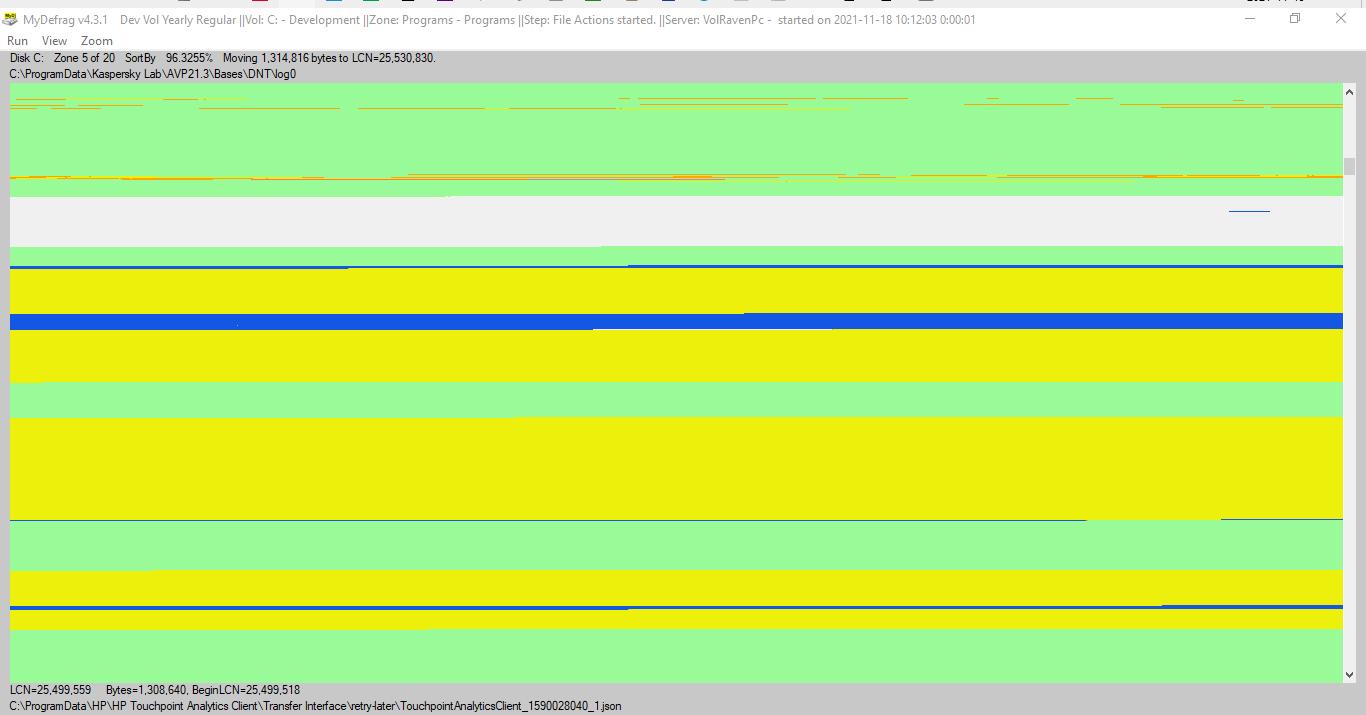 MyDefrag v4.3.1    Dev Vol Yearly Regular ||Vol: C: - Development ||Zone: Programs - Programs ||Step: File Actions started. ||Server: VolRavenPc -  started on 2021-11-18 10:12:03 0:00:01
Run    View    Zoom
Disk C:   Zone 5 of 20   SortBy   96.3255%   Moving 1,314,816 bytes to LCN=25,530,830.
C:\ProgramData\Kaspersky Lab\AVP21.3\Bases\DNT\log0
LCN=25,499,559    Bytes=1,308,640, BeginLCN=25,499,518
C:\ProgramData\HP\HP Touchpoint Analytics Client\Transfer Interface\retry-later\TouchpointAnalyticsClient_1590028040_1.json